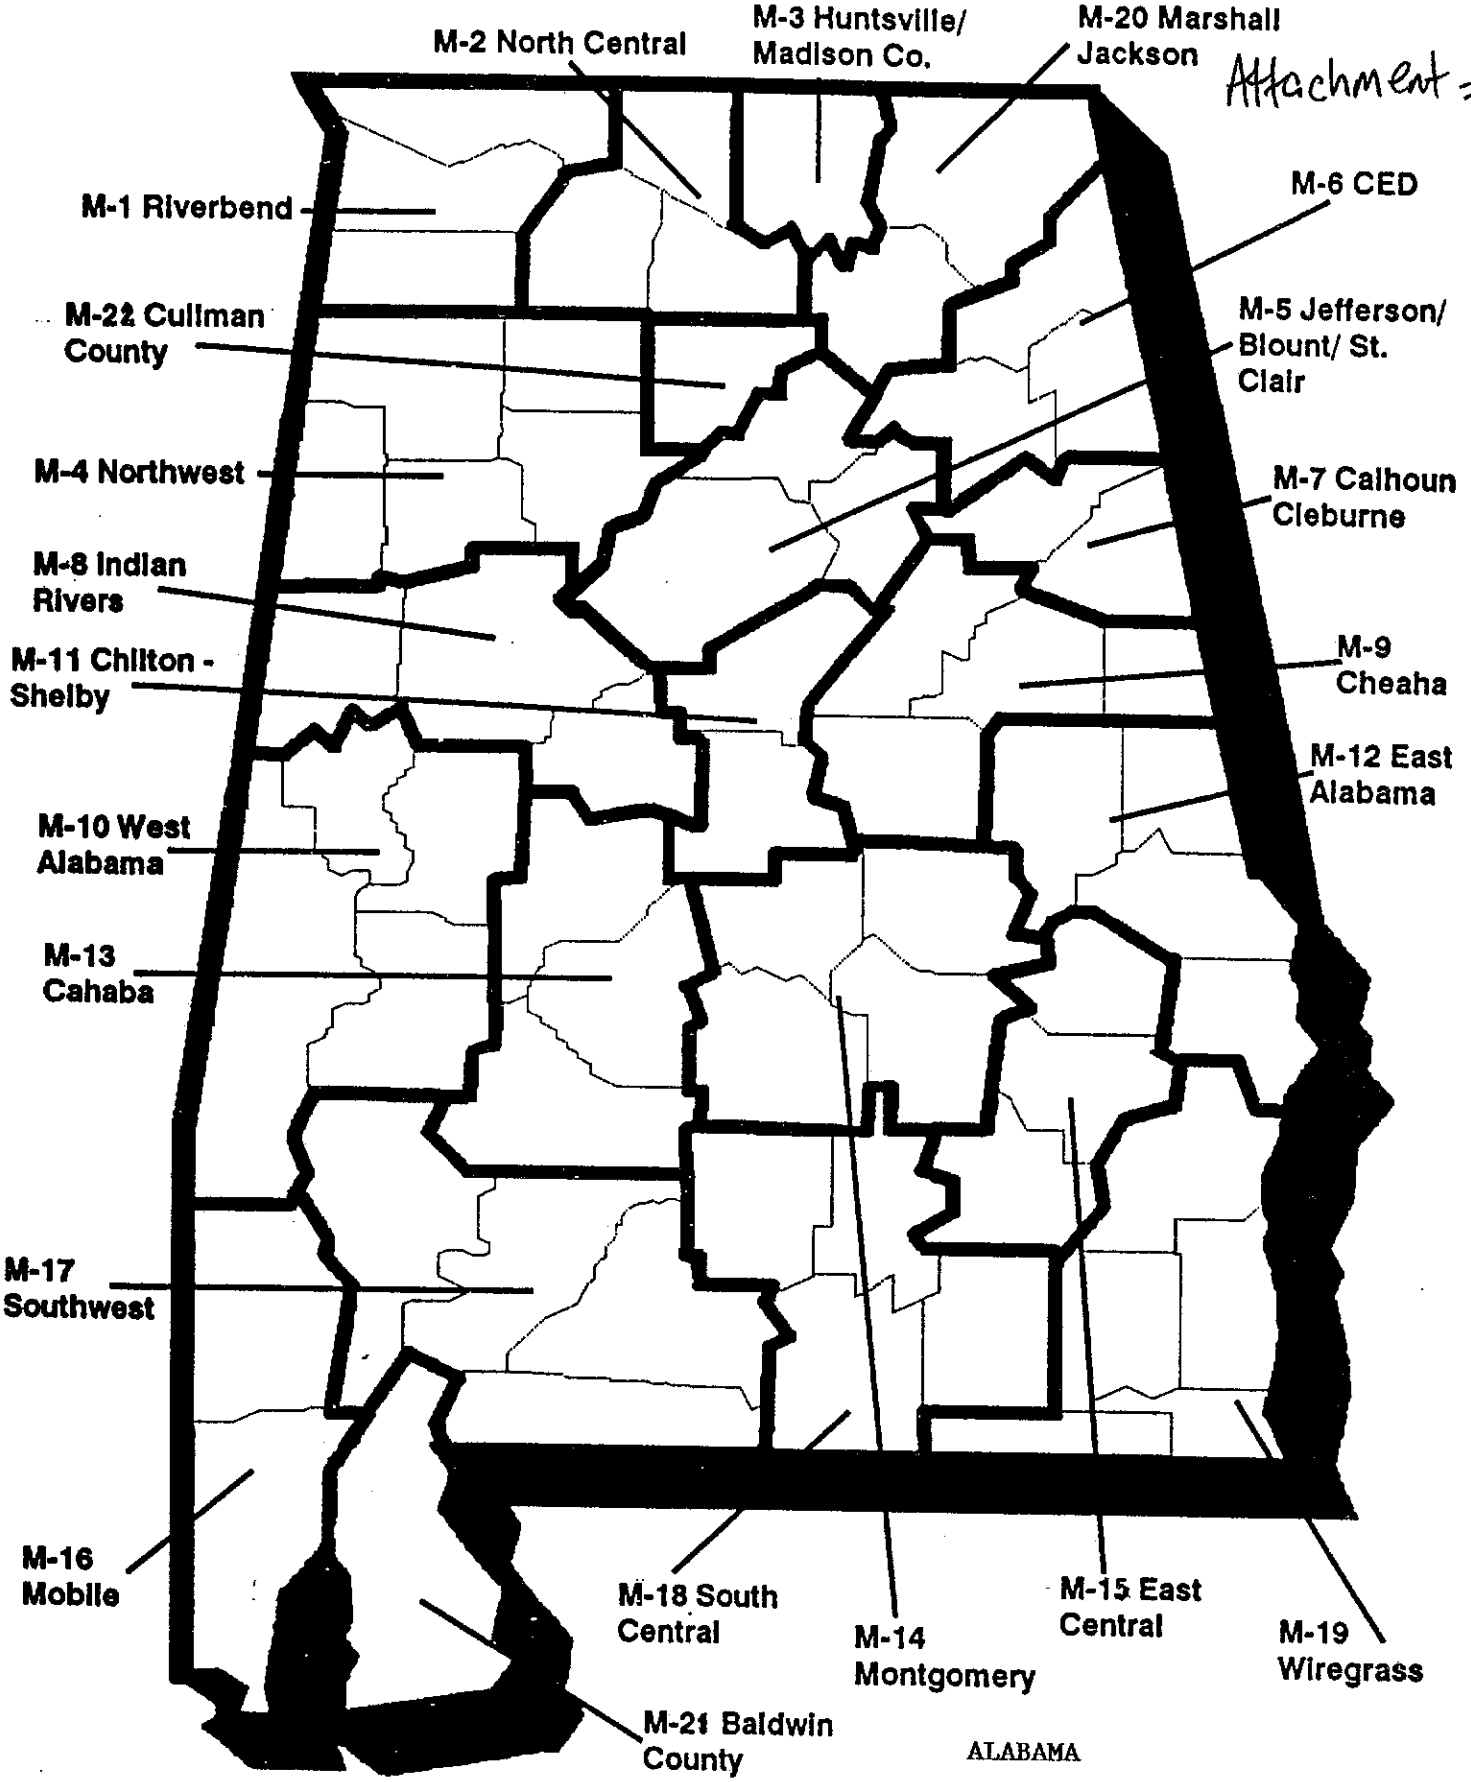 M-3 Huntsville/
Madison Co.
M-20 Marshall
Jackson
M-2 North Central
Attachment
M-6 CED
M-1 Riverbend
M-5 Jefferson/
Blount/ St.
Clair
M-22 Cullman
County
M-4 Northwest
M-7 Calhoun
Cleburne
M-8 Indian
Rivers
M-9
Cheaha
M-11 Chilton -
Shelby
M-12 East
Alabama
M-10 West
Alabama
M-13
Cahaba
M-17
Southwest
M-16
Mobile
M-18 South
Central
M-15 East
Central
M-14
Montgomery
M-19
Wiregrass
M-21 Baldwin
County
ALABAMA